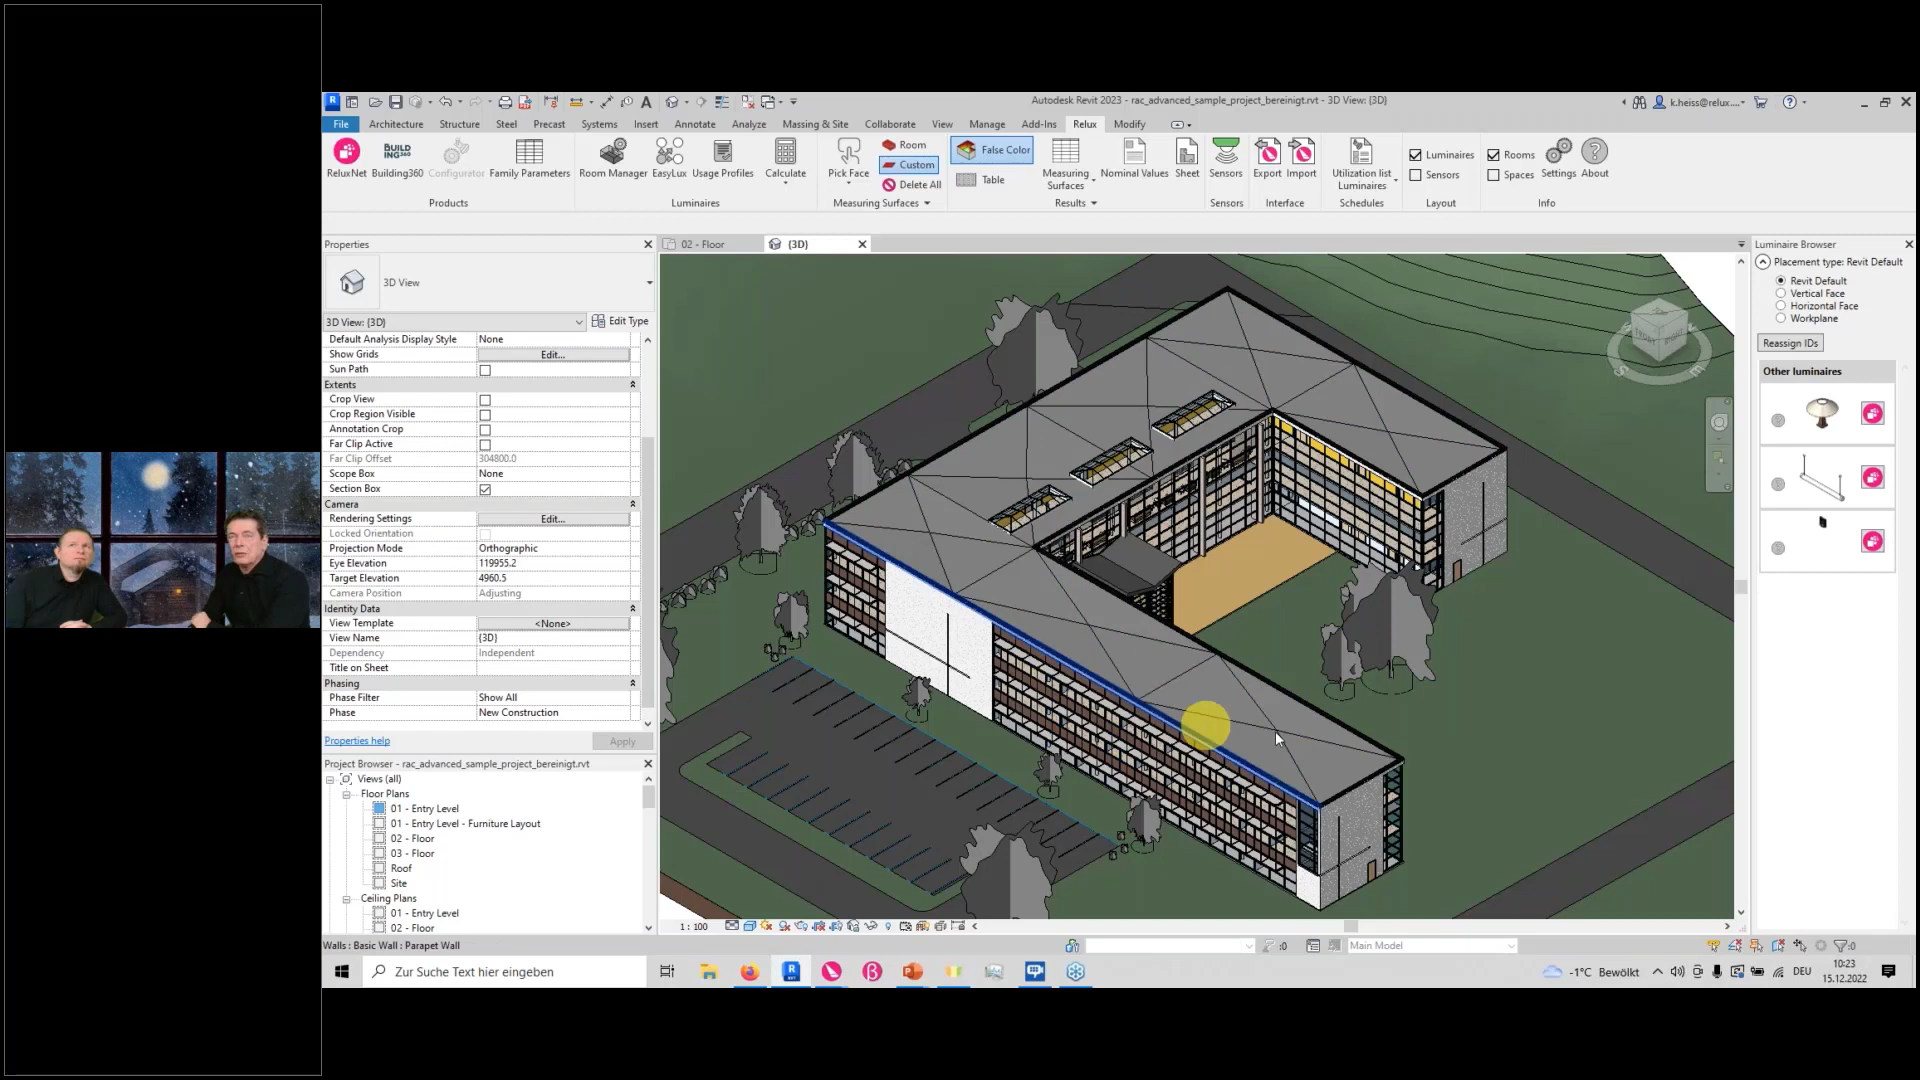 Autodesk Revit 2023 - rac_advanced_sample_project_bereinigt.rvt - 3D View: {3D}
k.heiss@relux....
File Architecture Structure Steel Precast Systems Insert Annotate Analyze Massing & Site Collaborate View Manage Add-Ins Relux Modify
ReluxNet
BUILD
ING360
Building360
Configurator
Family Parameters
Products
Room Manager
EasyLux
Usage Profiles
Calculate
Luminaires
Pick Face
Room
Custom
Delete All
Measuring Surfaces
False Color
Table
Measuring
Surfaces
Nominal Values
Sheet
Results
Sensors
Sensors
Export
Import
Interface
Utilization list
Luminaires
Schedules
Luminaires
Sensors
Layout
Rooms
Spaces
Settings
About
Info
Properties
3D View
3D View: {3D}
Edit Type
Default Analysis Display Style None
Show Grids Edit...
Sun Path
Extents
Crop View
Crop Region Visible
Annotation Crop
Far Clip Active
Far Clip Offset 304800.0
Scope Box None
Section Box
Camera
Rendering Settings Edit...
Locked Orientation
Projection Mode Orthographic
Eye Elevation 119955.2
Target Elevation 4960.5
Camera Position Adjusting
Identity Data
View Template <None>
View Name {3D}
Dependency Independent
Title on Sheet
Phasing
Phase Filter Show All
Phase New Construction
Properties help
Apply
Project Browser - rac_advanced_sample_project_bereinigt.rvt
Views (all)
Floor Plans
01 - Entry Level
01 - Entry Level - Furniture Layout
02 - Floor
03 - Floor
Roof
Site
Ceiling Plans
01 - Entry Level
02 - Floor
02 - Floor
{3D}
1 : 100
Luminaire Browser
Placement type: Revit Default
Revit Default
Vertical Face
Horizontal Face
Workplane
Reassign IDs
Other luminaires
Walls : Basic Wall : Parapet Wall
:0
Main Model
:0
Zur Suche Text hier eingeben
-1°C Bewölkt
DEU
10:23
15.12.2022